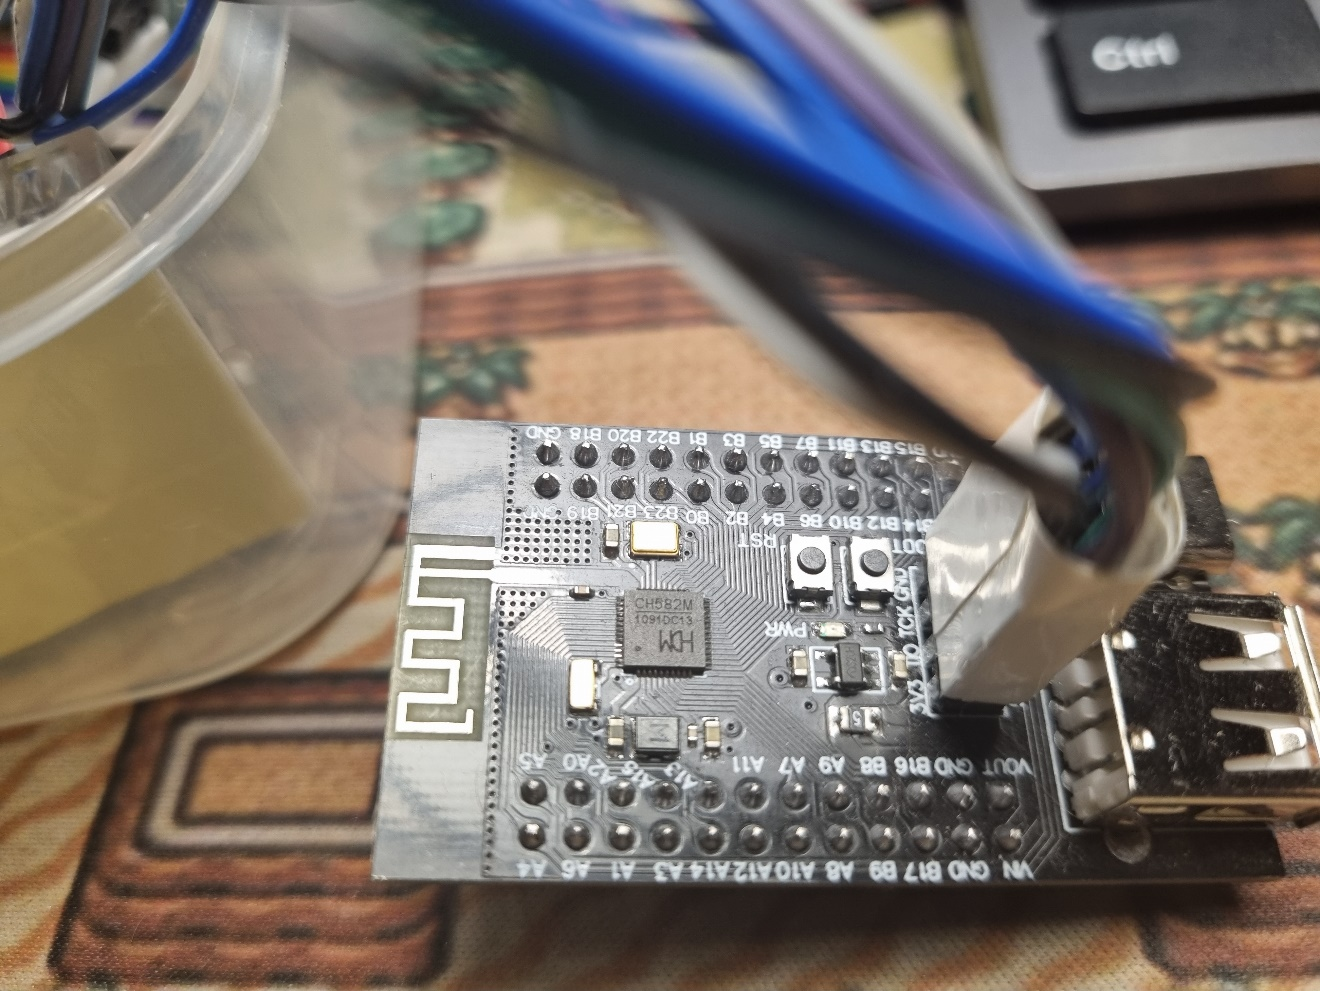 Ctrl
GND B18 B20 B22 B1 B3 B5 B7 B11 B13 B15
GND B19 B21 B23 B0 B2 B4 B6 B10 B12 B14
RST
CH582M
1091DC13
PWR
3V3 IO TCK GND
A5 A0 A2 A15 A13 A11 A7 A9 B8 B16 GND VOUT
A4 A6 A1 A3 A14 A12 A10 A8 B9 B17 GND VIN